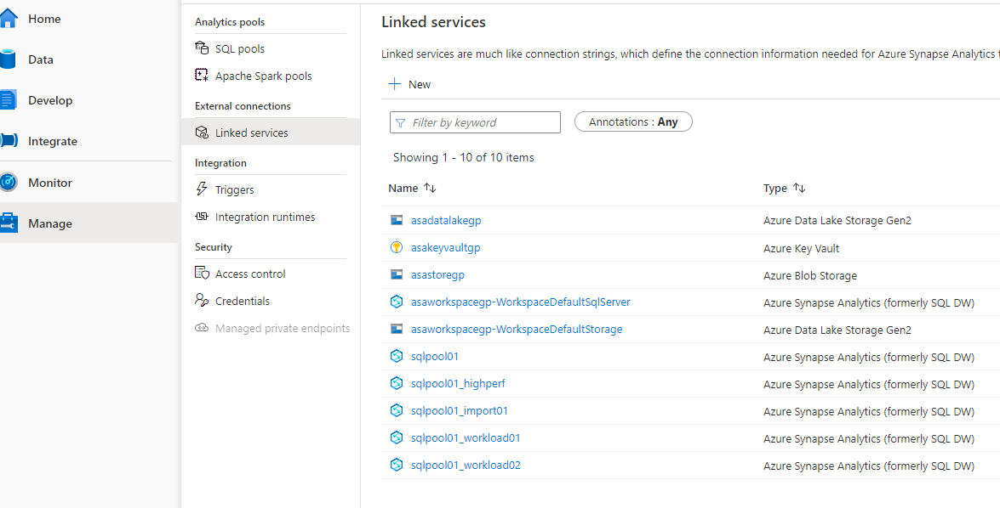 Home
Data
Develop
Integrate
Monitor
Manage
Analytics pools
SQL pools
Apache Spark pools
External connections
Linked services
Integration
Triggers
Integration runtimes
Security
Access control
Credentials
Managed private endpoints
Linked services
Linked services are much like connection strings, which define the connection information needed for Azure Synapse Analytics
New
Filter by keyword
Annotations : Any
Showing 1 - 10 of 10 items
Name Type
asadatalakegp Azure Data Lake Storage Gen2
asakeyvaultgp Azure Key Vault
asastoregp Azure Blob Storage
asaworkspacegp-WorkspaceDefaultSqlServer Azure Synapse Analytics (formerly SQL DW)
asaworkspacegp-WorkspaceDefaultStorage Azure Data Lake Storage Gen2
sqlpool01 Azure Synapse Analytics (formerly SQL DW)
sqlpool01_highperf Azure Synapse Analytics (formerly SQL DW)
sqlpool01_import01 Azure Synapse Analytics (formerly SQL DW)
sqlpool01_workload01 Azure Synapse Analytics (formerly SQL DW)
sqlpool01_workload02 Azure Synapse Analytics (formerly SQL DW)